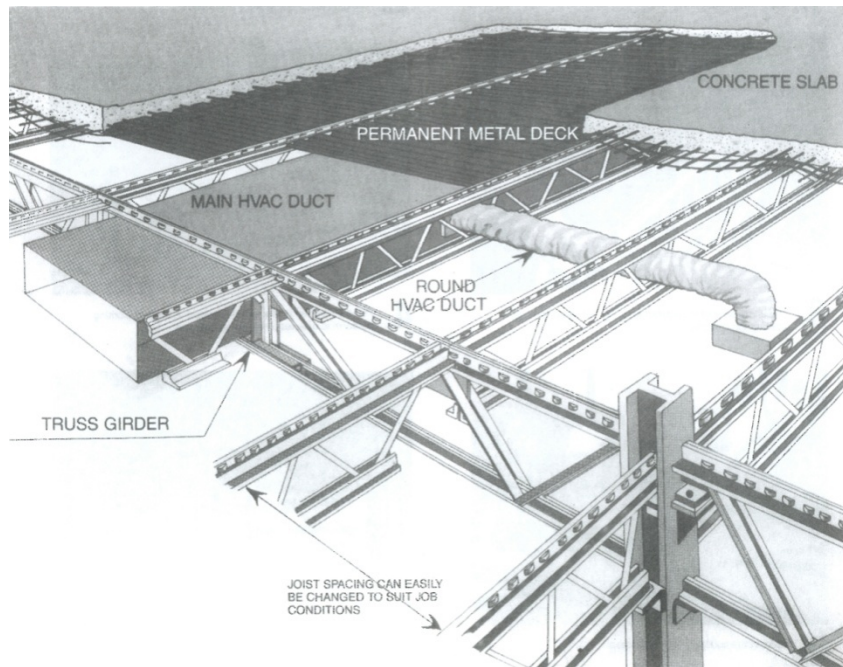 CONCRETE SLAB
PERMANENT METAL DECK
MAIN HVAC DUCT
ROUND
HVAC DUCT
TRUSS GIRDER
JOIST SPACING CAN EASILY
BE CHANGED TO SUIT JOB
CONDITIONS